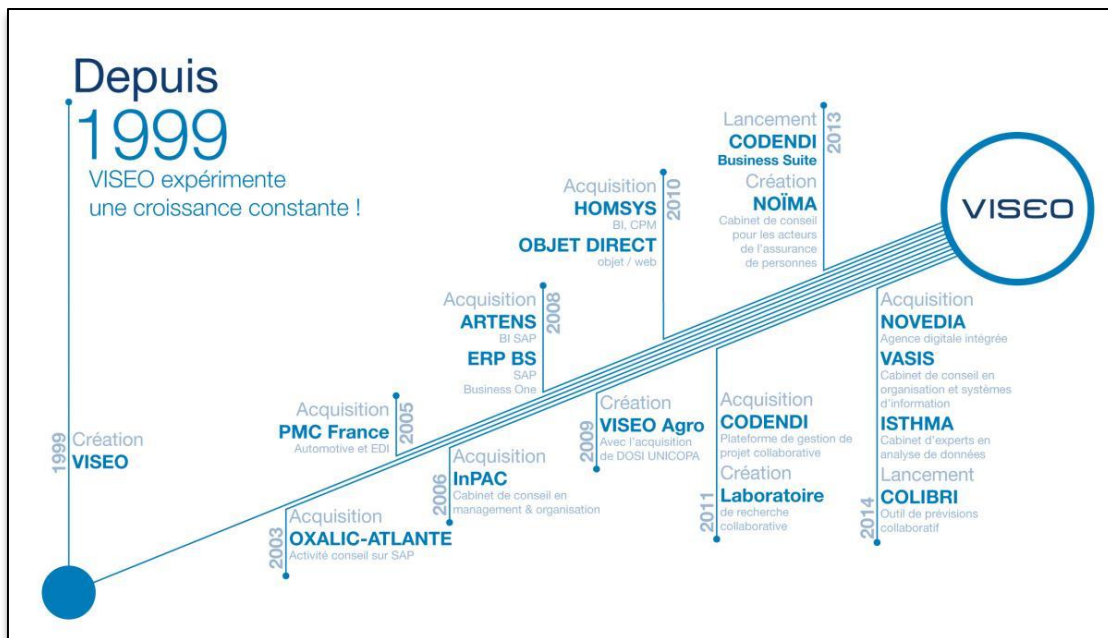 Depuis
1999
VISEO expérimente
une croissance constante !
1999
Création
VISEO
2003
Acquisition
OXALIC-ATLANTE
Activité conseil sur SAP
2005
Acquisition
PMC France
Automotive et EDI
2006
Acquisition
InPAC
Cabinet de conseil en
management & organisation
2008
Acquisition
ARTENS
BI SAP
ERP BS
SAP
Business One
2009
Création
VISEO Agro
Avec l'acquisition
de DOSI UNICOPA
2010
Acquisition
HOMSYS
BI, CPM
OBJET DIRECT
objet / web
2011
Acquisition
CODENDI
Plateforme de gestion de
projet collaborative
Création
Laboratoire
de recherche
collaborative
2013
Lancement
CODENDI
Business Suite
Création
NOÏMA
Cabinet de conseil
pour les acteurs
de l'assurance
de personnes
2014
Acquisition
NOVEDIA
Agence digitale intégrée
VASIS
Cabinet de conseil en
organisation et systèmes
d'information
ISTHMA
Cabinet d'experts en
analyse de données
Lancement
COLIBRI
Outil de prévisions
collaboratif
VISEO